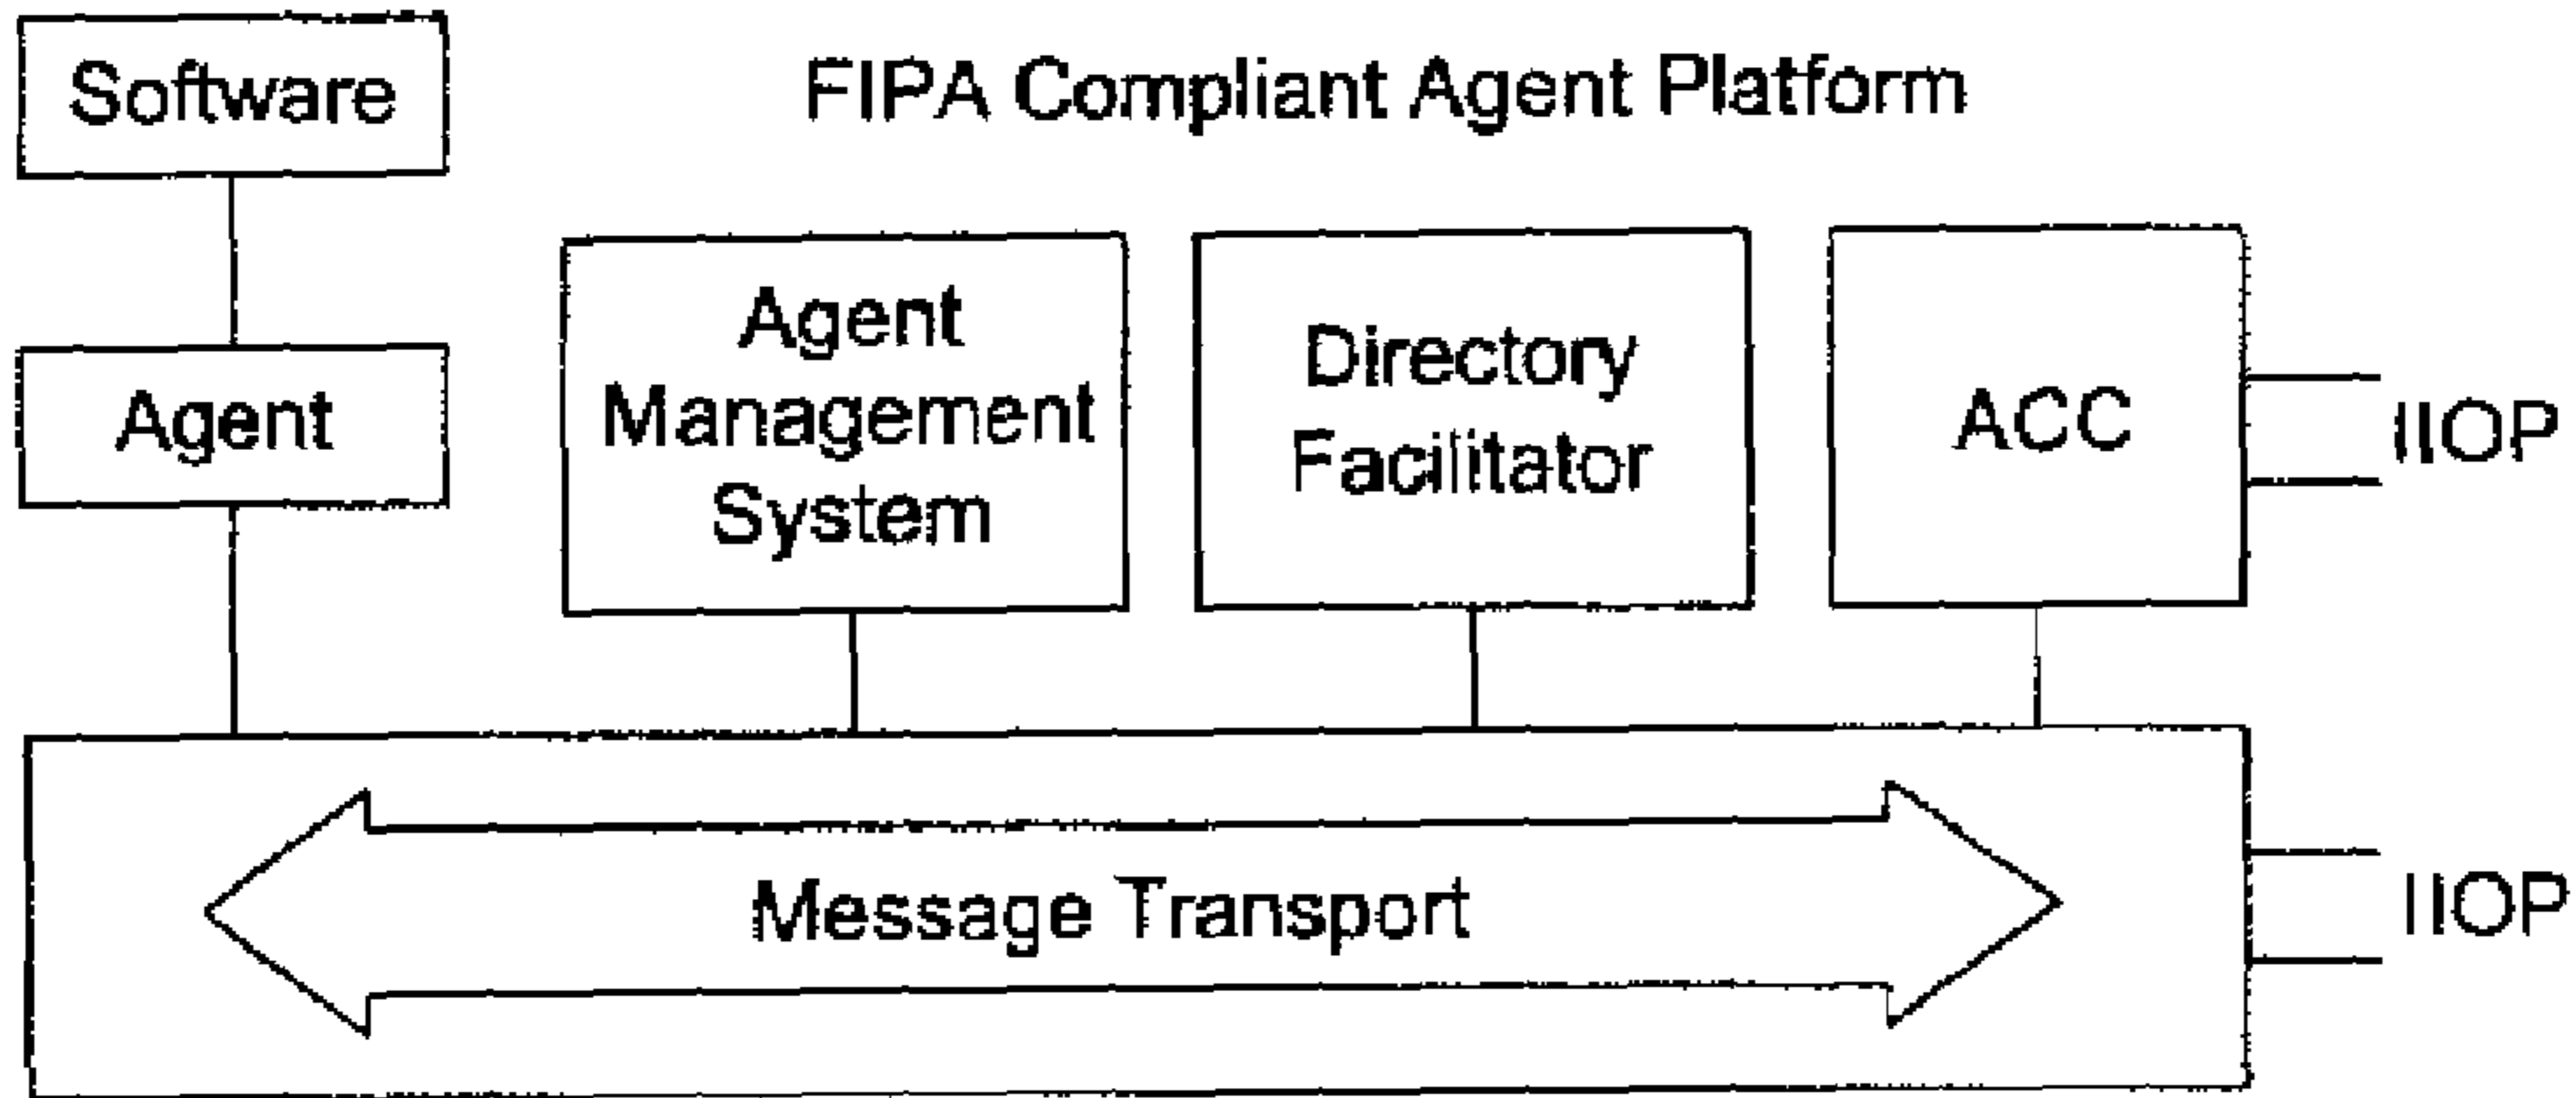 Software
FIPA Compliant Agent Platform
Agent
Agent
Management
System
Directory
Facilitator
ACC
IIOP
Message Transport
IIOP